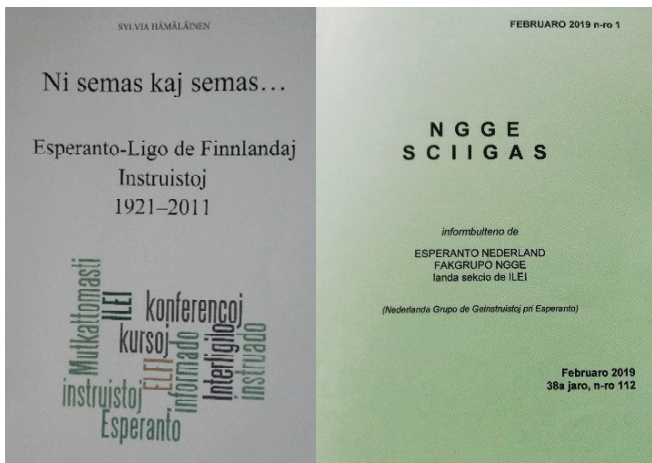 SYLVIA HÄMÄLÄINEN
Ni semas kaj semas...
Esperanto-Ligo de Finnlandaj
Instruistoj
1921–2011
Mutkattomasti
ILEI
konferencoj
kursoj
ELFI
informado
Interligilo
instruado
instruistoj
Esperanto
FEBRUARO 2019 n-ro 1
NGGE
SCIIGAS
informbulteno de
ESPERANTO NEDERLAND
FAKGRUPO NGGE
landa sekcio de ILEI
(Nederlanda Grupo de Geinstruistoj pri Esperanto)
Februaro 2019
38a jaro, n-ro 112